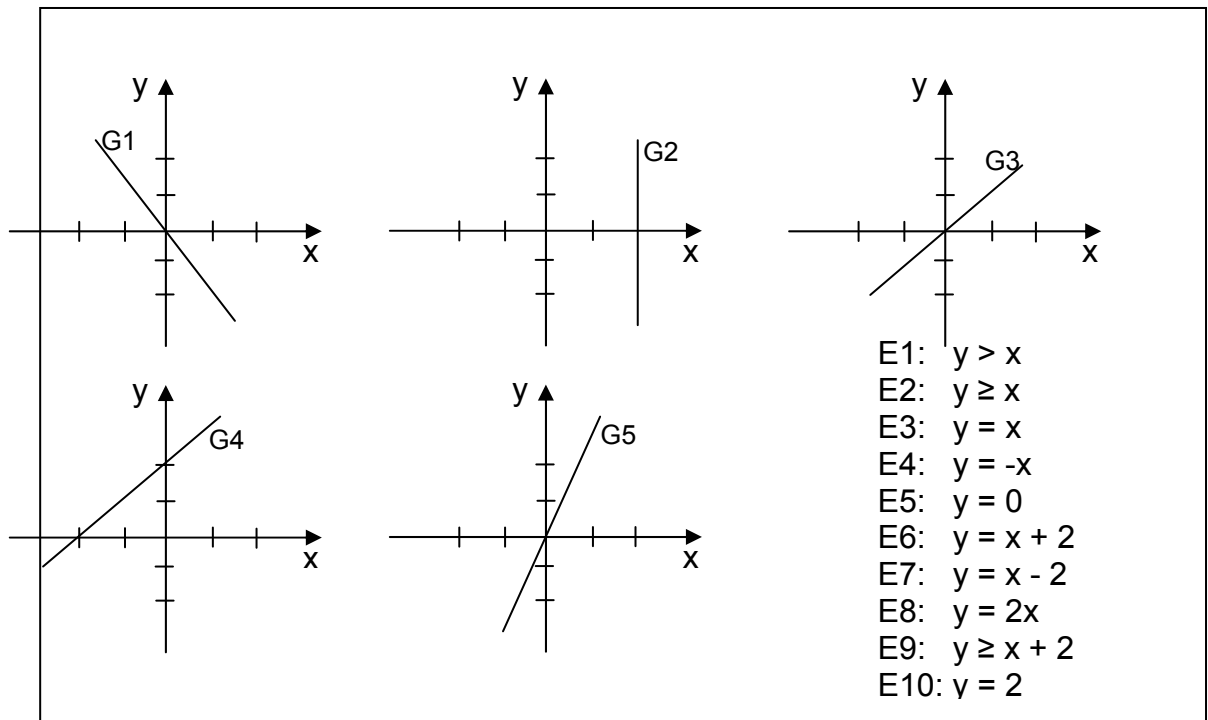 y
G1
x
y
G2
x
y
G3
x
y
G4
x
y
G5
x
E1: y > x
E2: y ≥ x
E3: y = x
E4: y = -x
E5: y = 0
E6: y = x + 2
E7: y = x - 2
E8: y = 2x
E9: y ≥ x + 2
E10: y = 2